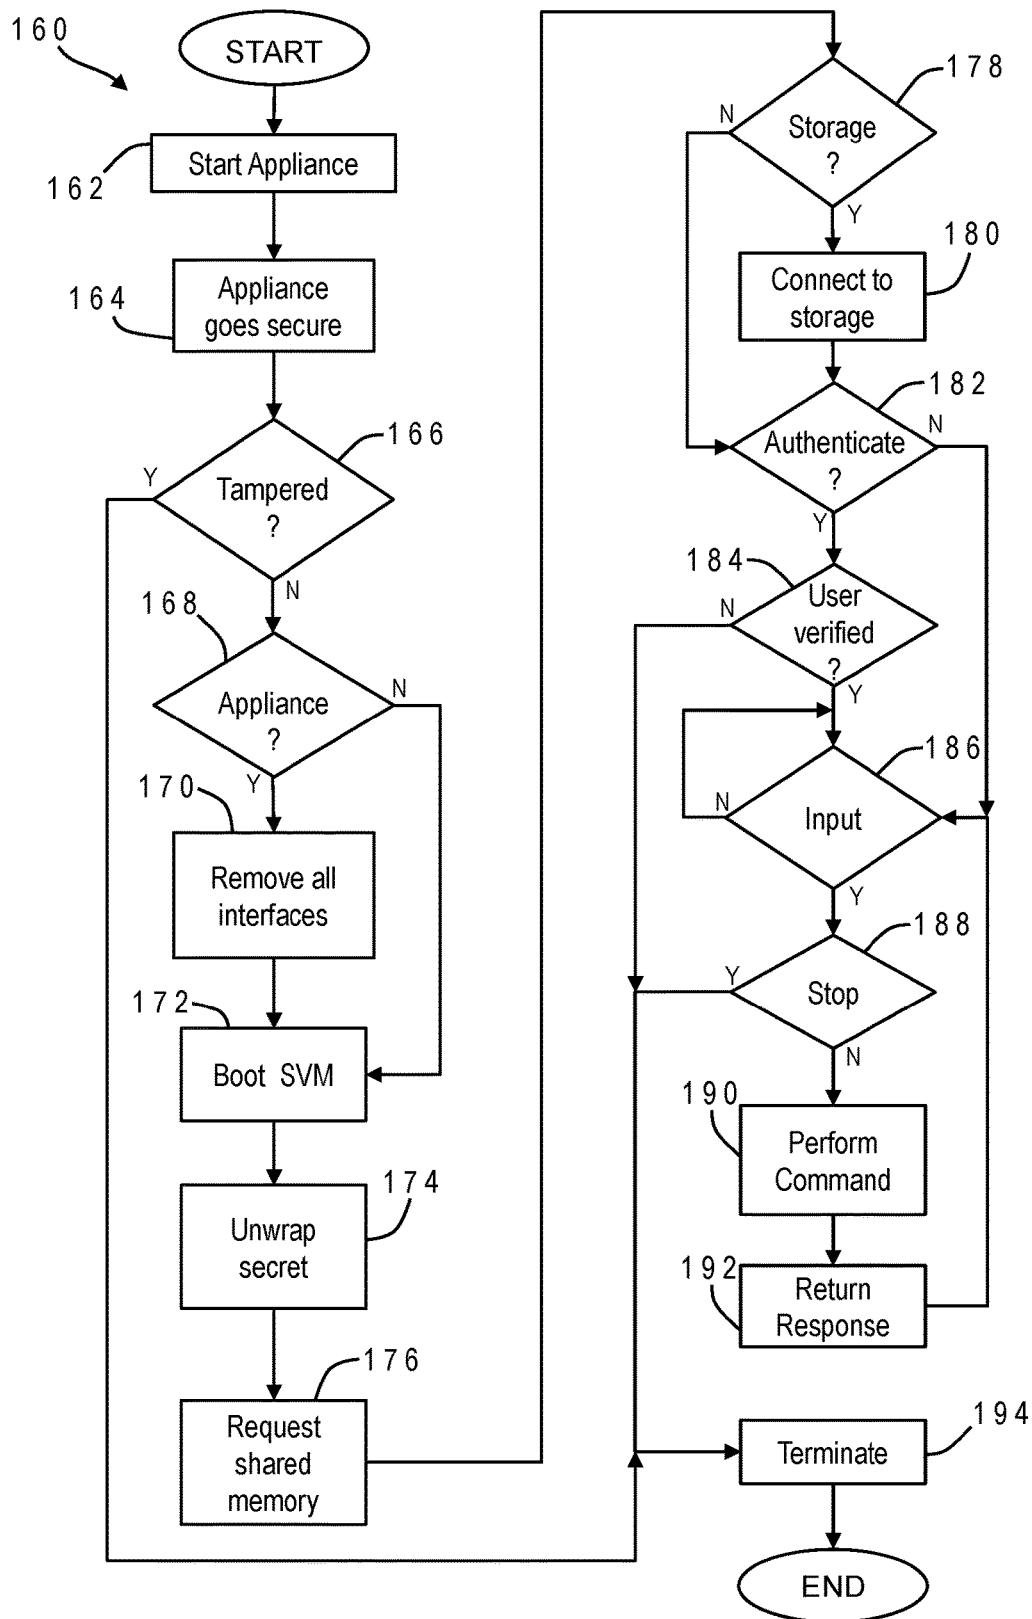 160
START
162
Start Appliance
164
Appliance
goes secure
166
Y
Tampered
?
N
168
Appliance
?
N
Y
170
Remove all
interfaces
172
Boot SVM
174
Unwrap
secret
176
Request
shared
memory
178
N
Storage
?
Y
180
Connect to
storage
182
N
Authenticate
?
Y
184
N
User
verified
?
Y
186
N
Input
Y
188
Y
Stop
N
190
Perform
Command
192
Return
Response
194
Terminate
END